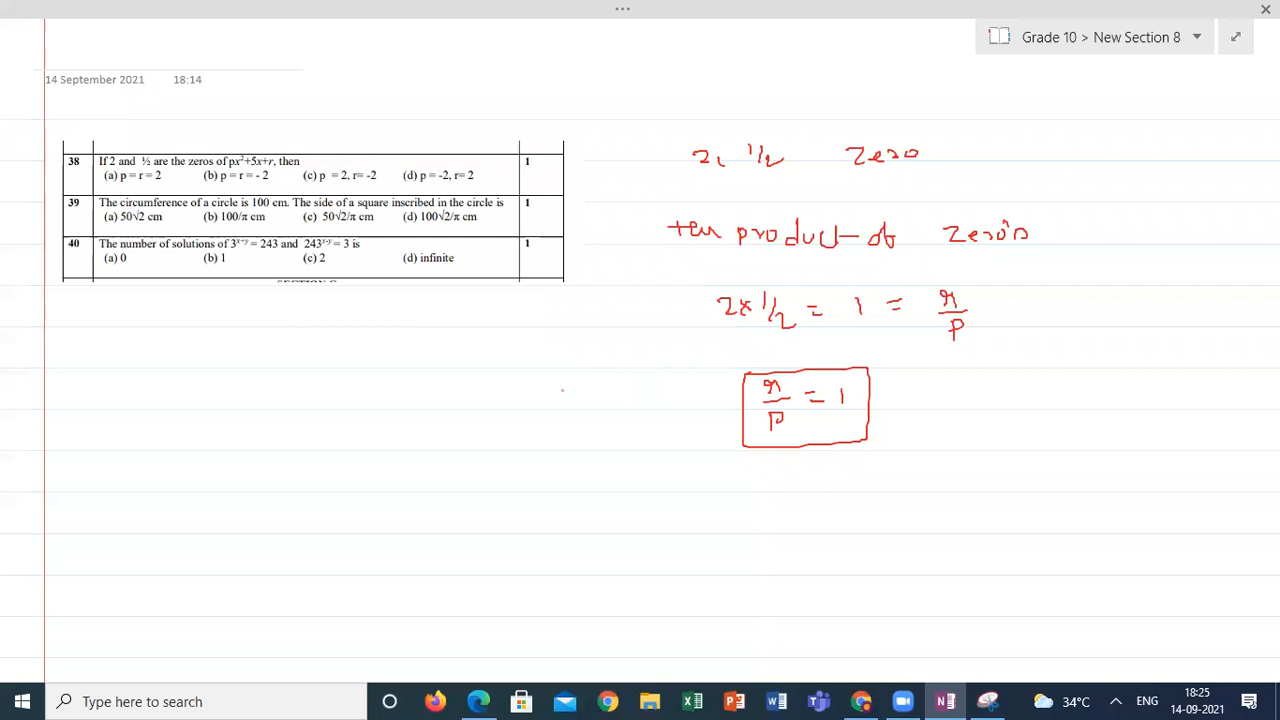 Grade 10 > New Section 8
14 September 2021 18:14
38 If 2 and ½ are the zeros of px²+5x+r, then 1
(a) p = r = 2 (b) p = r = - 2 (c) p = 2, r= -2 (d) p = -2, r= 2
39 The circumference of a circle is 100 cm. The side of a square inscribed in the circle is 1
(a) 50√2 cm (b) 100/π cm (c) 50√2/π cm (d) 100√2/π cm
40 The number of solutions of 3ˣ⁺ʸ = 243 and 243ˣ⁻ʸ = 3 is 1
(a) 0 (b) 1 (c) 2 (d) infinite
2, 1/2 Zero
product of Zero's
2x 1/2 = 1 = r/p
r/p = 1
Type here to search
34°C ENG 18:25
14-09-2021